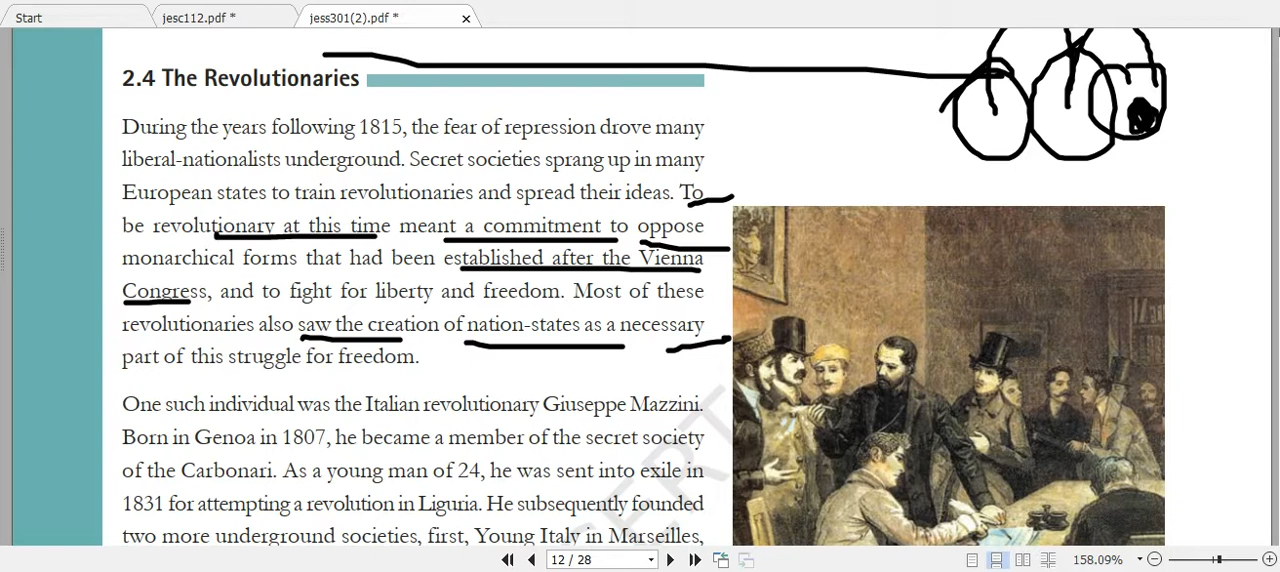 Start
jesc112.pdf *
jess301(2).pdf *
2.4 The Revolutionaries
During the years following 1815, the fear of repression drove many
liberal-nationalists underground. Secret societies sprang up in many
European states to train revolutionaries and spread their ideas. To
be revolutionary at this time meant a commitment to oppose
monarchical forms that had been established after the Vienna
Congress, and to fight for liberty and freedom. Most of these
revolutionaries also saw the creation of nation-states as a necessary
part of this struggle for freedom.
One such individual was the Italian revolutionary Giuseppe Mazzini.
Born in Genoa in 1807, he became a member of the secret society
of the Carbonari. As a young man of 24, he was sent into exile in
1831 for attempting a revolution in Liguria. He subsequently founded
two more underground societies, first, Young Italy in Marseilles,
12 / 28
158.09%